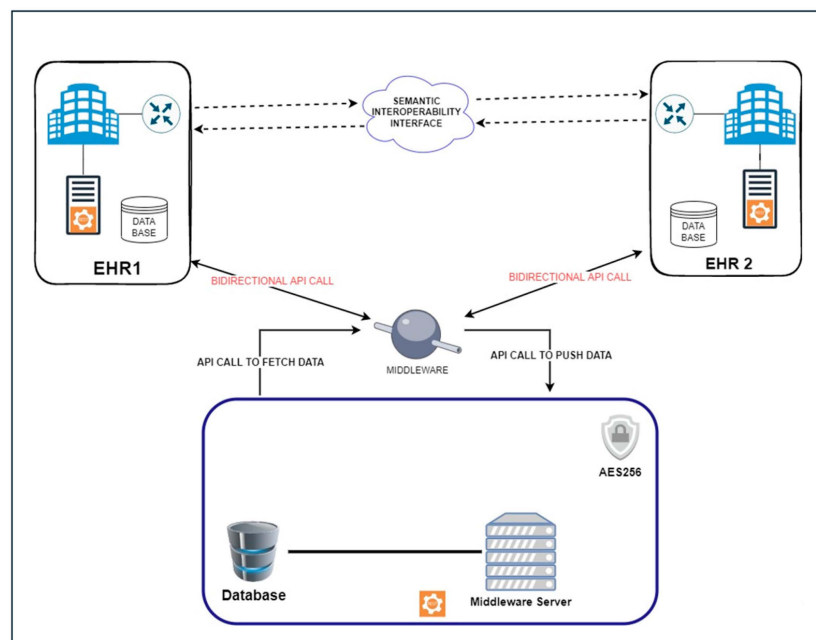 SEMANTIC
INTEROPERABILITY
INTERFACE
DATA
BASE
EHR1
DATA
BASE
EHR 2
BIDIRECTIONAL API CALL
BIDIRECTIONAL API CALL
API CALL TO FETCH DATA
MIDDLEWARE
API CALL TO PUSH DATA
AES256
Database
Middleware Server